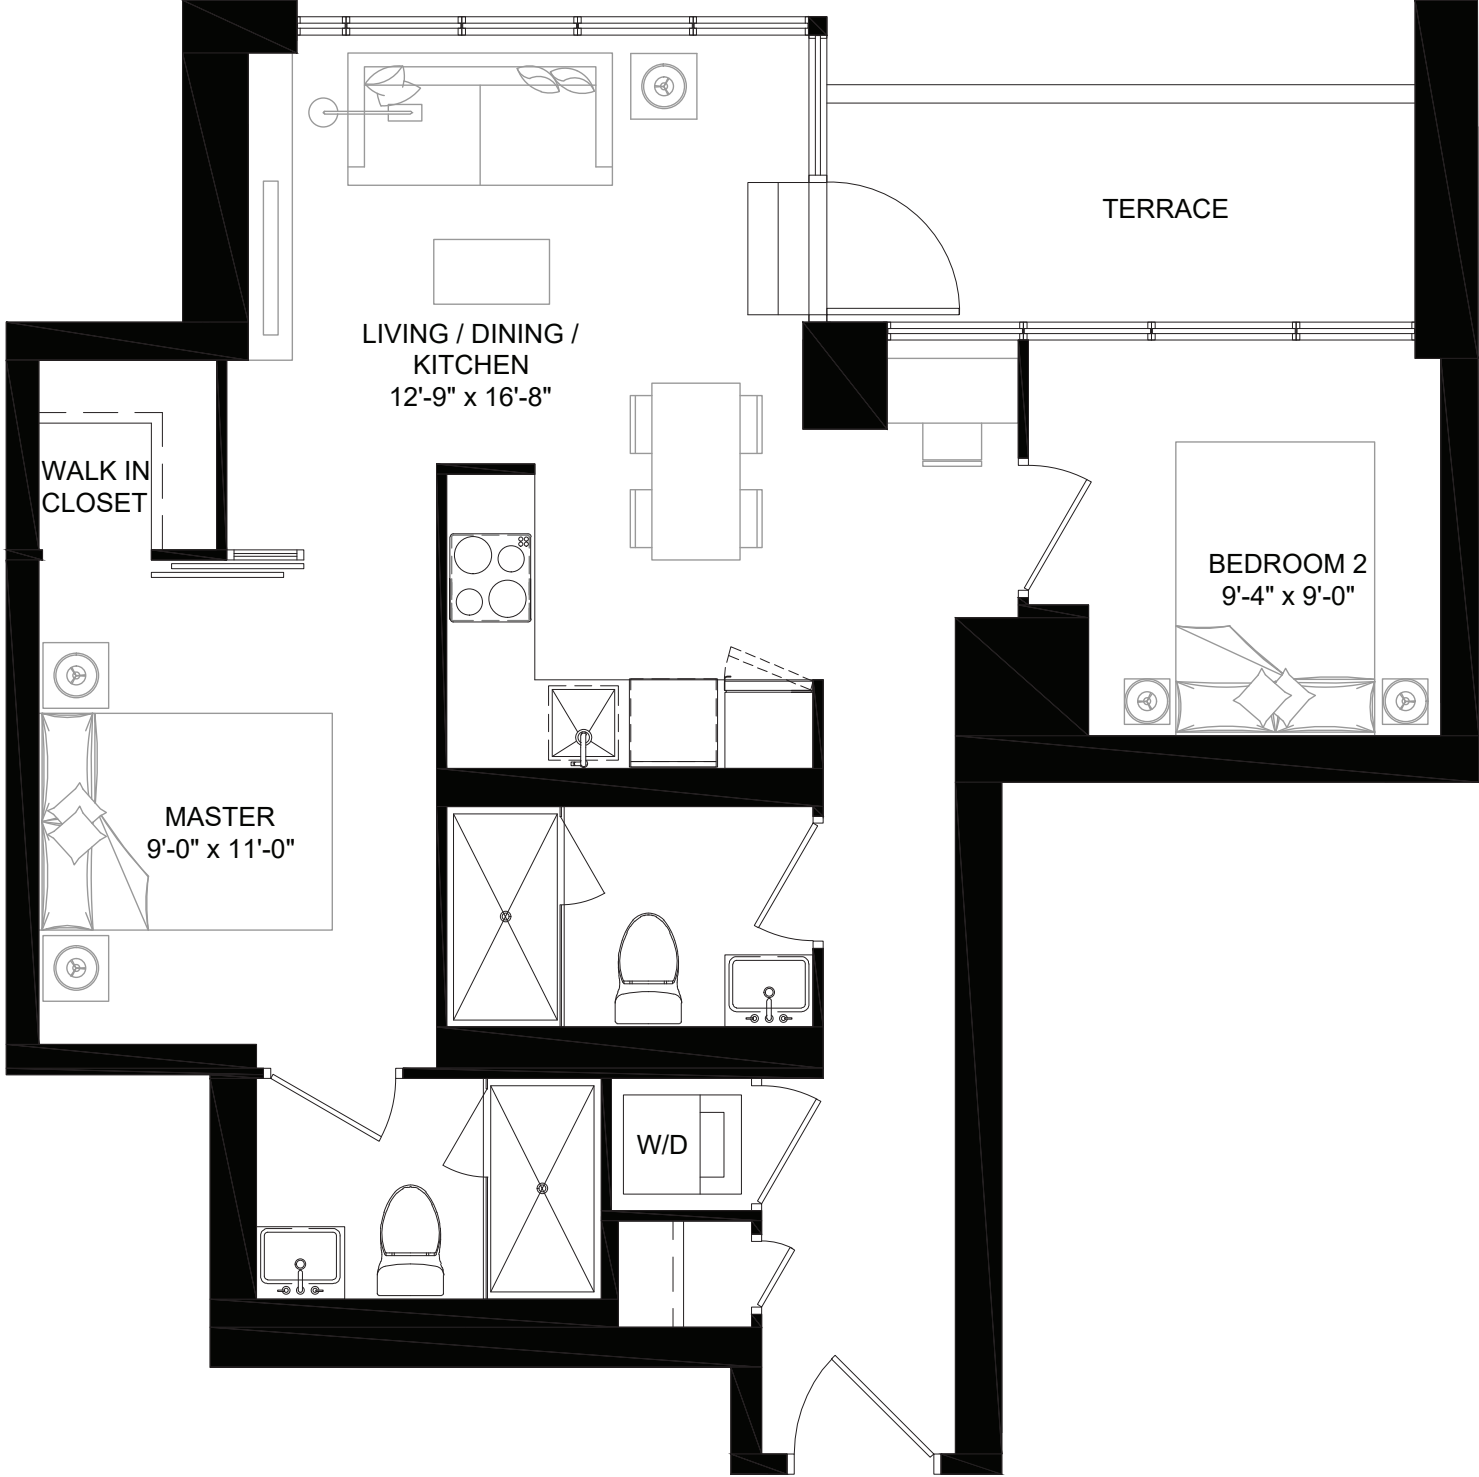 TERRACE
LIVING / DINING /
KITCHEN
12'-9" x 16'-8"
WALK IN
CLOSET
BEDROOM 2
9'-4" x 9'-0"
MASTER
9'-0" x 11'-0"
W/D